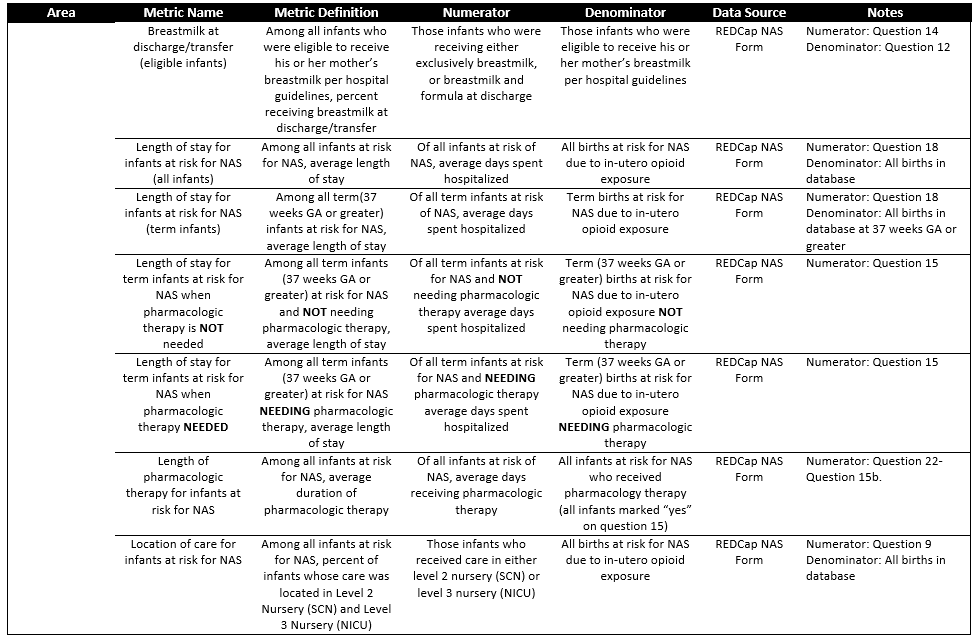 Area Metric Name Metric Definition Numerator Denominator Data Source Notes
Breastmilk at
discharge/transfer
(eligible infants)
Among all infants who
were eligible to receive
his or her mother's
breastmilk per hospital
guidelines, percent
receiving breastmilk at
discharge/transfer
Those infants who were
receiving either
exclusively breastmilk,
or breastmilk and
formula at discharge
Those infants who were
eligible to receive his or
her mother's breastmilk
per hospital guidelines
REDCap NAS
Form
Numerator: Question 14
Denominator: Question 12
Length of stay for
infants at risk for NAS
(all infants)
Among all infants at risk
for NAS, average length
of stay
Of all infants at risk of
NAS, average days spent
hospitalized
All births at risk for NAS
due to in-utero opioid
exposure
REDCap NAS
Form
Numerator: Question 18
Denominator: All births in
database
Length of stay for
infants at risk for NAS
(term infants)
Among all term(37
weeks GA or greater)
infants at risk for NAS,
average length of stay
Of all term infants at risk
of NAS, average days
spent hospitalized
Term births at risk for
NAS due to in-utero
opioid exposure
REDCap NAS
Form
Numerator: Question 18
Denominator: All births in
database at 37 weeks GA or
greater
Length of stay for
term infants at risk for
NAS when
pharmacologic
therapy is NOT
needed
Among all term infants
(37 weeks GA or
greater) at risk for NAS
and NOT needing
pharmacologic therapy,
average length of stay
Of all term infants at risk
for NAS and NOT
needing pharmacologic
therapy average days
spent hospitalized
Term (37 weeks GA or
greater) births at risk for
NAS due to in-utero
opioid exposure NOT
needing pharmacologic
therapy
REDCap NAS
Form
Numerator: Question 15
Length of stay for
term infants at risk for
NAS when
pharmacologic
therapy NEEDED
Among all term infants
(37 weeks GA or
greater) at risk for NAS
NEEDING pharmacologic
therapy, average length
of stay
Of all term infants at risk
for NAS and NEEDING
pharmacologic therapy
average days spent
hospitalized
Term (37 weeks GA or
greater) births at risk for
NAS due to in-utero
opioid exposure
NEEDING pharmacologic
therapy
REDCap NAS
Form
Numerator: Question 15
Length of
pharmacologic
therapy for infants at
risk for NAS
Among all infants at risk
for NAS, average
duration of
pharmacologic therapy
Of all infants at risk of
NAS, average days
receiving pharmacologic
therapy
All infants at risk for NAS
who received
pharmacology therapy
(all infants marked "yes"
on question 15)
REDCap NAS
Form
Numerator: Question 22-
Question 15b.
Location of care for
infants at risk for NAS
Among all infants at risk
for NAS, percent of
infants whose care was
located in Level 2
Nursery (SCN) and Level
3 Nursery (NICU)
Those infants who
received care in either
level 2 nursery (SCN) or
level 3 nursery (NICU)
All births at risk for NAS
due to in-utero opioid
exposure
REDCap NAS
Form
Numerator: Question 9
Denominator: All births in
database